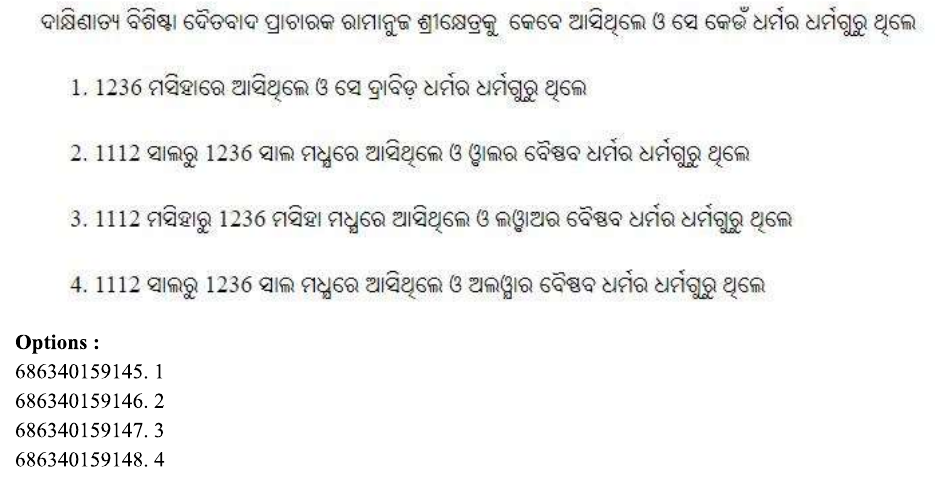 ଦାକ୍ଷିଣାତ୍ୟ ବିଶିଷ୍ଟା ଦୈତବାଦ ପ୍ରାଚାରକ ରାମାନୁଜ ଶ୍ରୀକ୍ଷେତ୍ରକୁ କେବେ ଆସିଥିଲେ ଓ ସେ କେଉଁ ଧର୍ମର ଧର୍ମଗୁରୁ ଥିଲେ
1. 1236 ମସିହାରେ ଆସିଥିଲେ ଓ ସେ ଦ୍ରାବିଡ଼ ଧର୍ମର ଧର୍ମଗୁରୁ ଥିଲେ
2. 1112 ସାଲରୁ 1236 ସାଲ ମଧ୍ଯରେ ଆସିଥିଲେ ଓ ଓ୍ଵାଲର ବୈଷ୍ଣବ ଧର୍ମର ଧର୍ମଗୁରୁ ଥିଲେ
3. 1112 ମସିହାରୁ 1236 ମସିହା ମଧ୍ଯରେ ଆସିଥିଲେ ଓ ଲଓ୍ଵାଅର ବୈଷ୍ଣବ ଧର୍ମର ଧର୍ମଗୁରୁ ଥିଲେ
4. 1112 ସାଲରୁ 1236 ସାଲ ମଧ୍ଯରେ ଆସିଥିଲେ ଓ ଅଲଓ୍ଵାର ବୈଷ୍ଣବ ଧର୍ମର ଧର୍ମଗୁରୁ ଥିଲେ
Options :
686340159145. 1
686340159146. 2
686340159147. 3
686340159148. 4